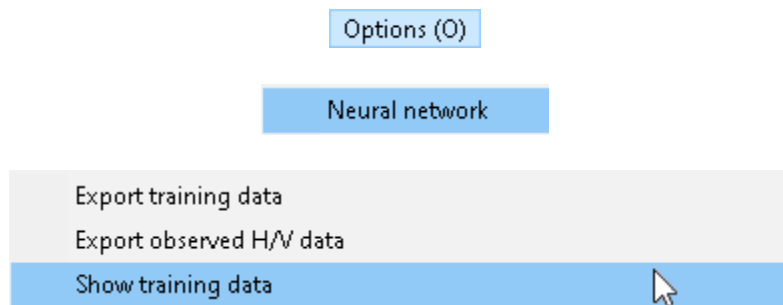 Options (O)
Neural network
Export training data
Export observed H/V data
Show training data